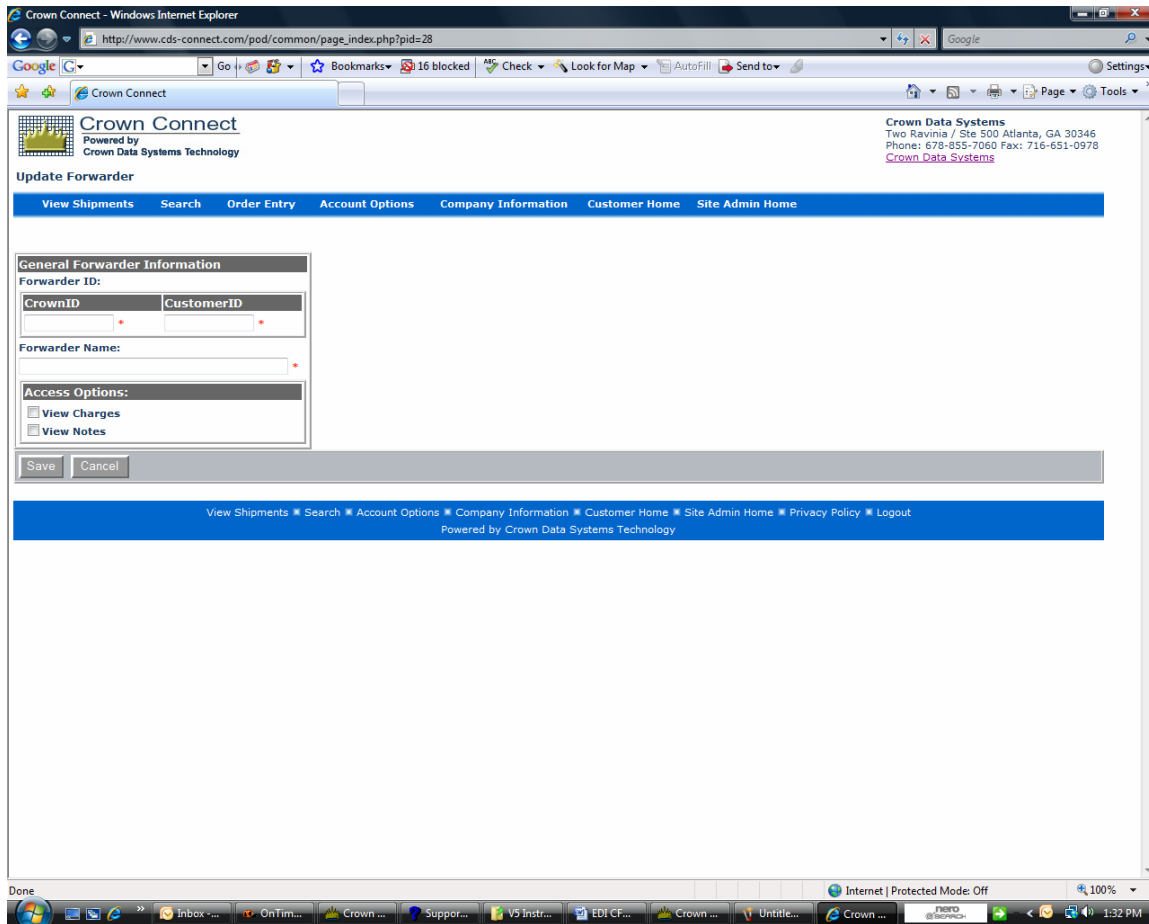 Crown Connect - Windows Internet Explorer
http://www.cds-connect.com/pod/common/page_index.php?pid=28
Google
Google G Go Bookmarks 16 blocked ABC Check Look for Map AutoFill Send to Settings
Crown Connect Page Tools
Crown Connect
Powered by
Crown Data Systems Technology
Crown Data Systems
Two Ravinia / Ste 500 Atlanta, GA 30346
Phone: 678-855-7060 Fax: 716-651-0978
Crown Data Systems
Update Forwarder
View Shipments Search Order Entry Account Options Company Information Customer Home Site Admin Home
General Forwarder Information
Forwarder ID:
CrownID CustomerID
* *
Forwarder Name:
*
Access Options:
View Charges
View Notes
Save Cancel
View Shipments Search Account Options Company Information Customer Home Site Admin Home Privacy Policy Logout
Powered by Crown Data Systems Technology
Done Internet | Protected Mode: Off 100%
Inbox -... OnTim... Crown ... Suppor... V5 Instr... EDI CF... Crown ... Untitle... Crown ... nero SEARCH 1:32 PM